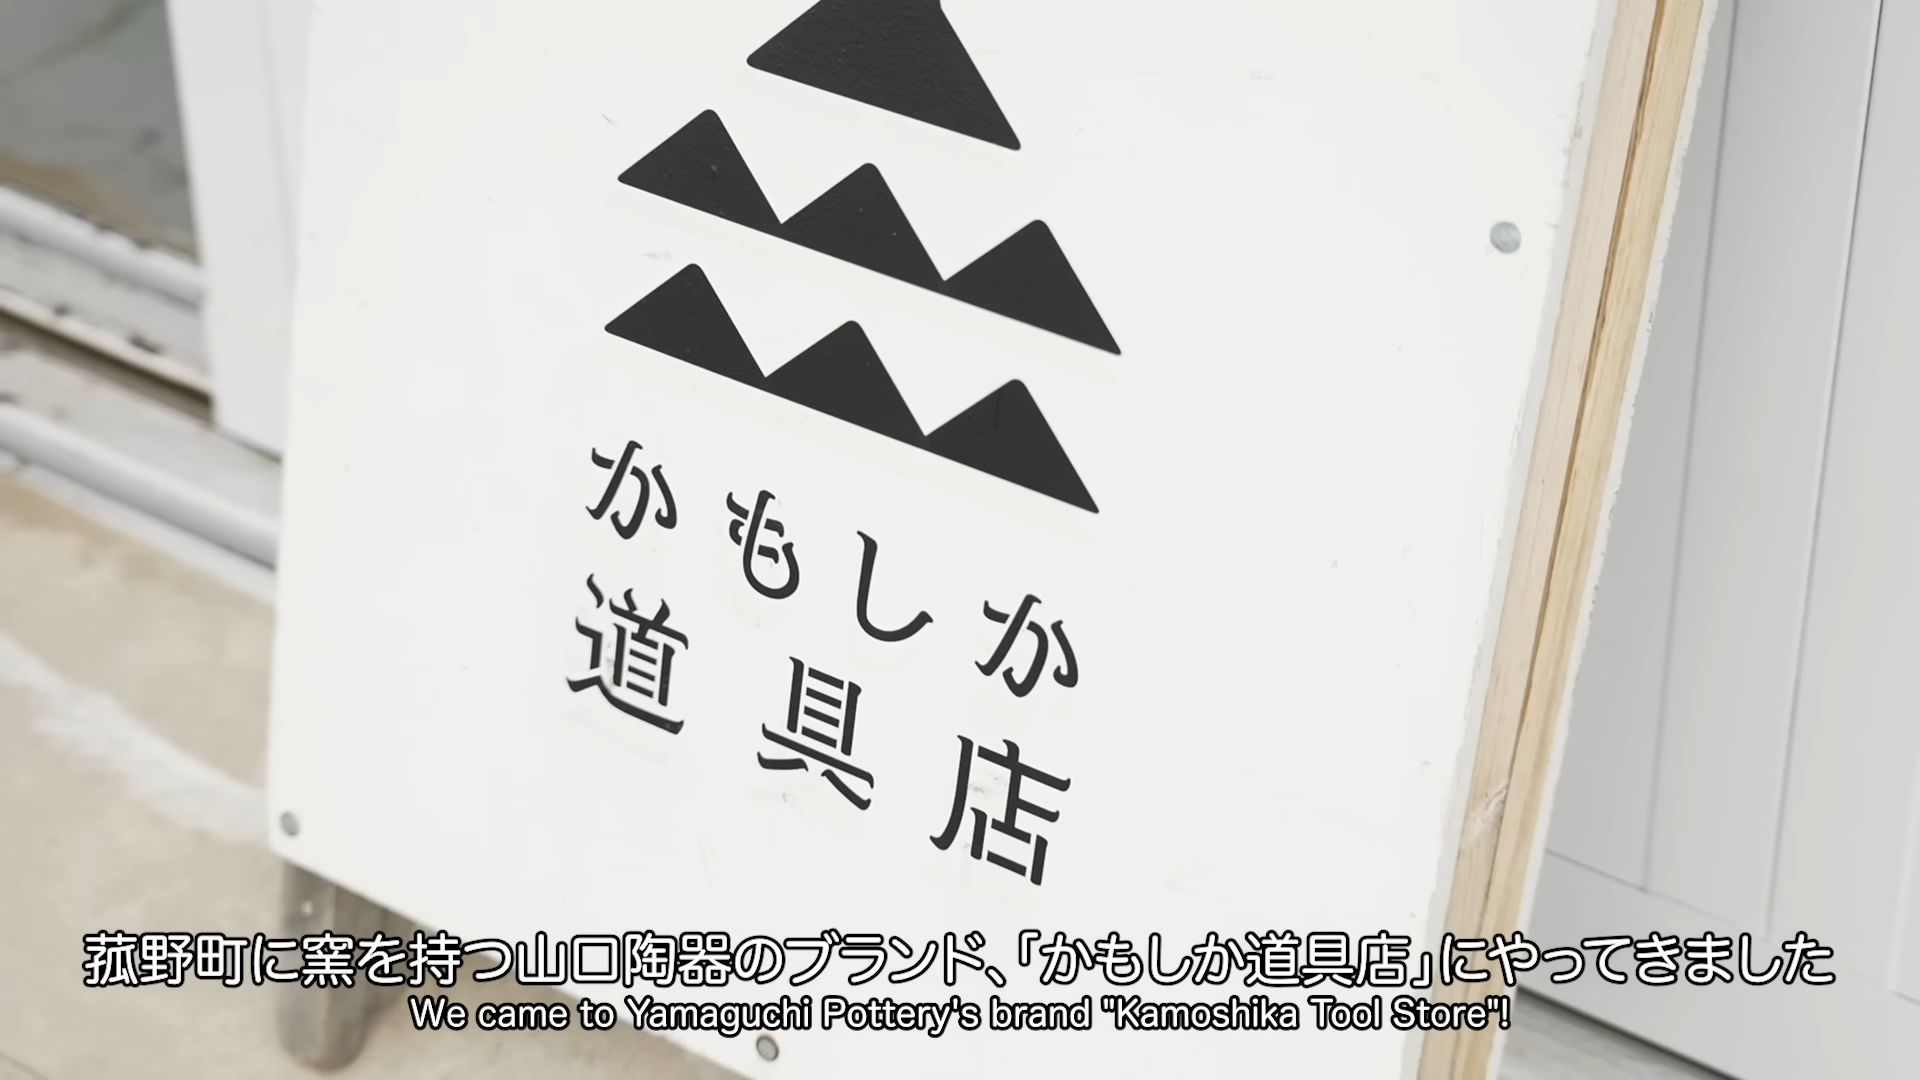 かもしか
道具店
菰野町に窯を持つ山口陶器のブランド、「かもしか道具店」にやってきました
We came to Yamaguchi Pottery's brand "Kamoshika Tool Store"!